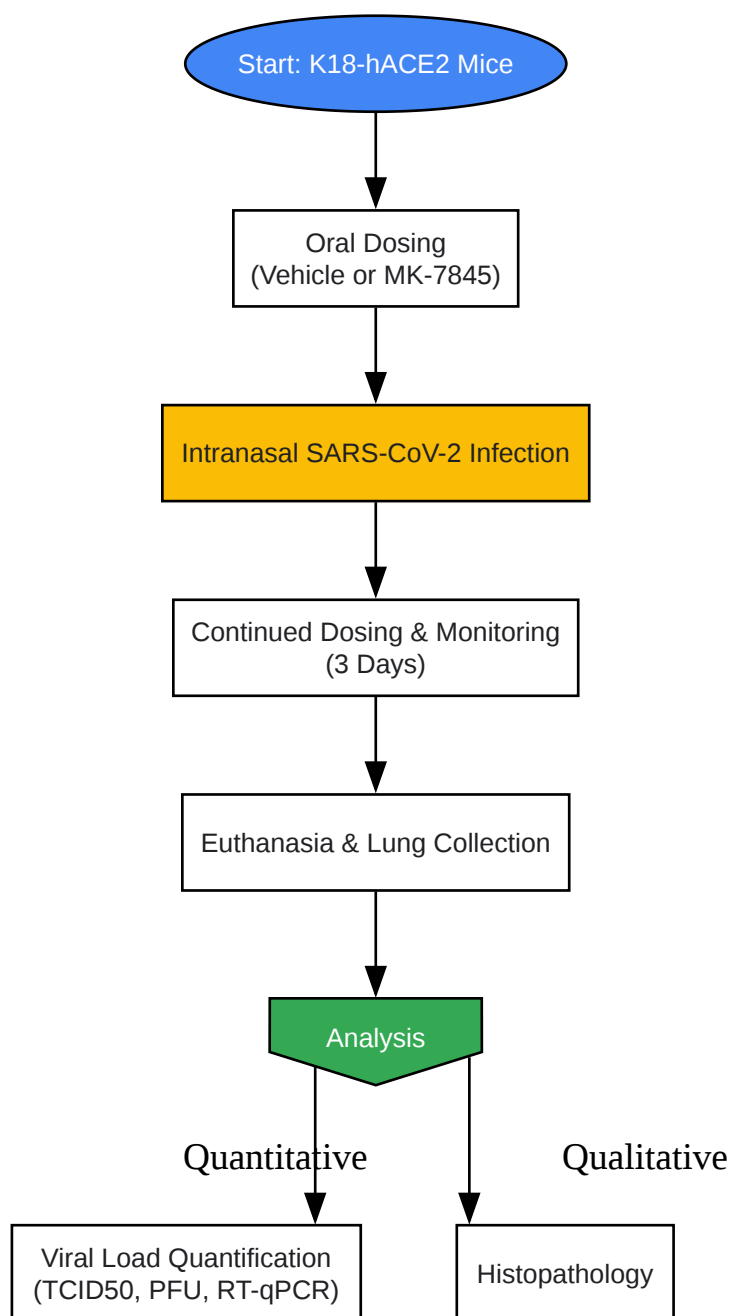 Start: K18-hACE2 Mice
Oral Dosing
(Vehicle or MK-7845)
Intranasal SARS-CoV-2 Infection
Continued Dosing & Monitoring
(3 Days)
Euthanasia & Lung Collection
Analysis
Quantitative
Qualitative
Viral Load Quantification
(TCID50, PFU, RT-qPCR)
Histopathology